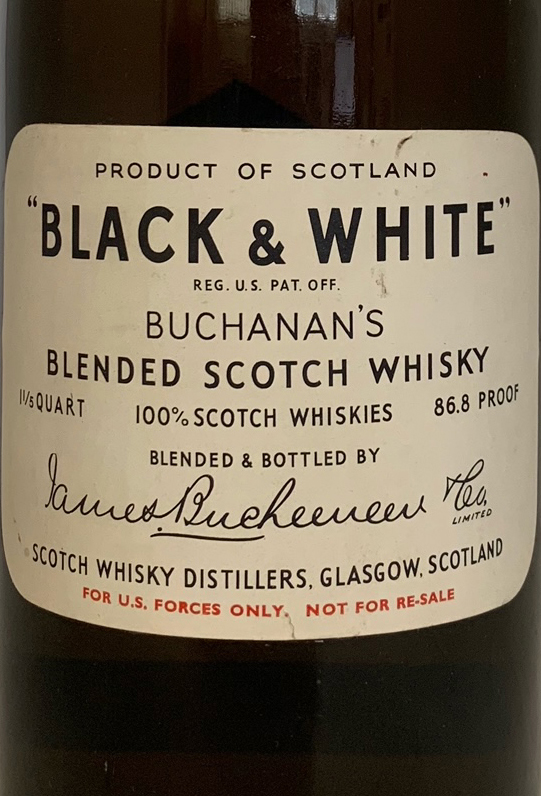 PRODUCT OF SCOTLAND
"BLACK & WHITE"
REG. U.S. PAT. OFF.
BUCHANAN'S
BLENDED SCOTCH WHISKY
1 1/5 QUART 100% SCOTCH WHISKIES 86.8 PROOF
BLENDED & BOTTLED BY
James Buchanan & Co,
LIMITED
SCOTCH WHISKY DISTILLERS, GLASGOW, SCOTLAND
FOR U.S. FORCES ONLY. NOT FOR RE-SALE